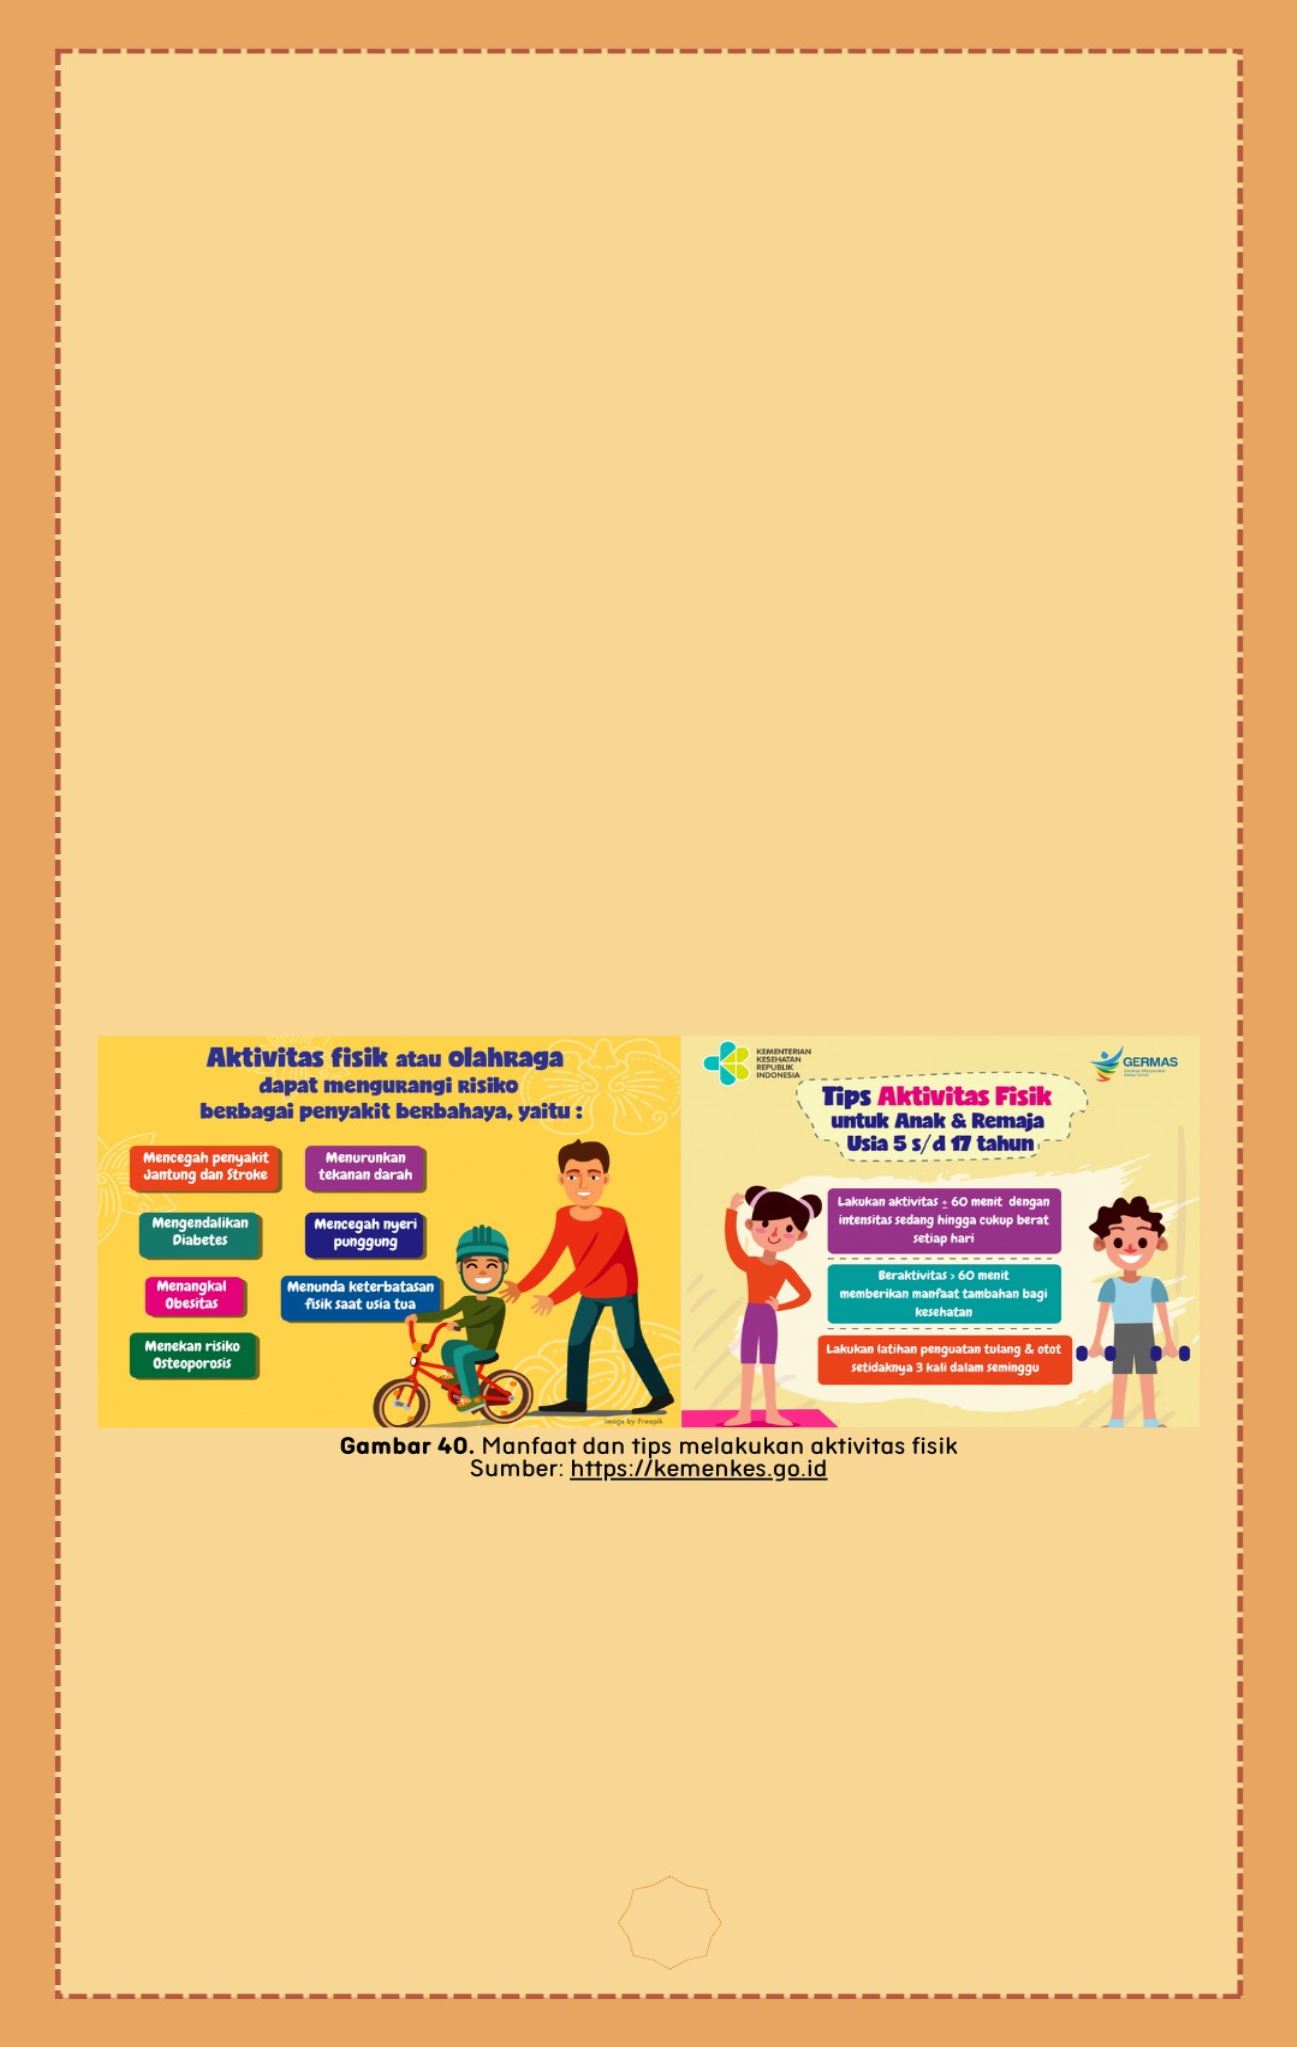 Aktivitas fisik atau olahraga
dapat mengurangi risiko
berbagai penyakit berbahaya, yaitu :
Mencegah penyakit
Jantung dan Stroke
Menurunkan
tekanan darah
Mengendalikan
Diabetes
Mencegah nyeri
punggung
Menangkal
Obesitas
Menunda keterbatasan
fisik saat usia tua
Menekan risiko
Osteoporosis
Image by Freepik
KEMENTERIAN
KESEHATAN
REPUBLIK
INDONESIA
GERMAS
Tips Aktivitas Fisik
untuk Anak & Remaja
Usia 5 s/d 17 tahun
Lakukan aktivitas ± 60 menit dengan
intensitas sedang hingga cukup berat
setiap hari
Beraktivitas > 60 menit
memberikan manfaat tambahan bagi
kesehatan
Lakukan latihan penguatan tulang & otot
setidaknya 3 kali dalam seminggu
Gambar 40. Manfaat dan tips melakukan aktivitas fisik
Sumber: https://kemenkes.go.id